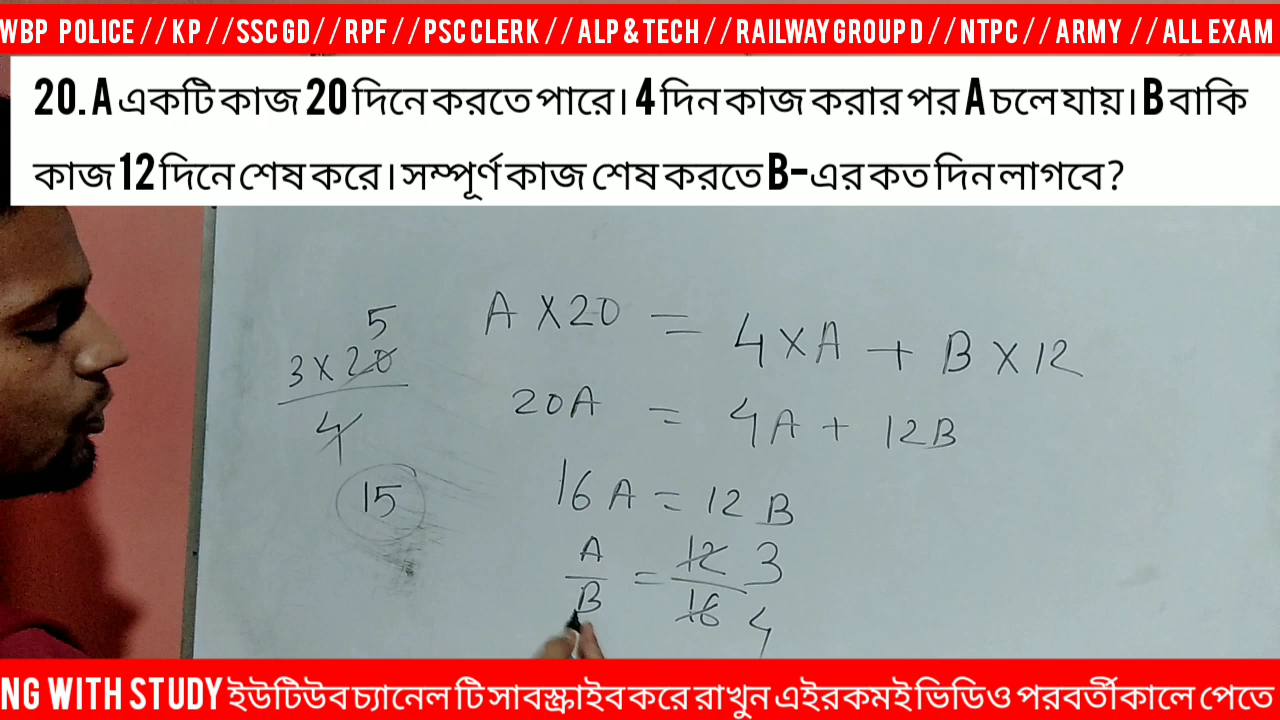 WBP POLICE // KP // SSC GD // RPF // PSC CLERK // ALP & TECH // RAILWAY GROUP D // NTPC // ARMY // ALL EXAM
20. A একটি কাজ 20 দিনে করতে পারে। 4 দিন কাজ করার পর A চলে যায়। B বাকি
কাজ 12 দিনে শেষ করে। সম্পূর্ণ কাজ শেষ করতে B-এর কত দিন লাগবে?
5
3 X 20
4
15
A X 20 = 4 X A + B X 12
20A = 4A + 12B
16A = 12B
A/B = 12/16 3/4
NG WITH STUDY ইউটিউব চ্যানেল টি সাবস্ক্রাইব করে রাখুন এইরকমই ভিডিও পরবর্তীকালে পেতে